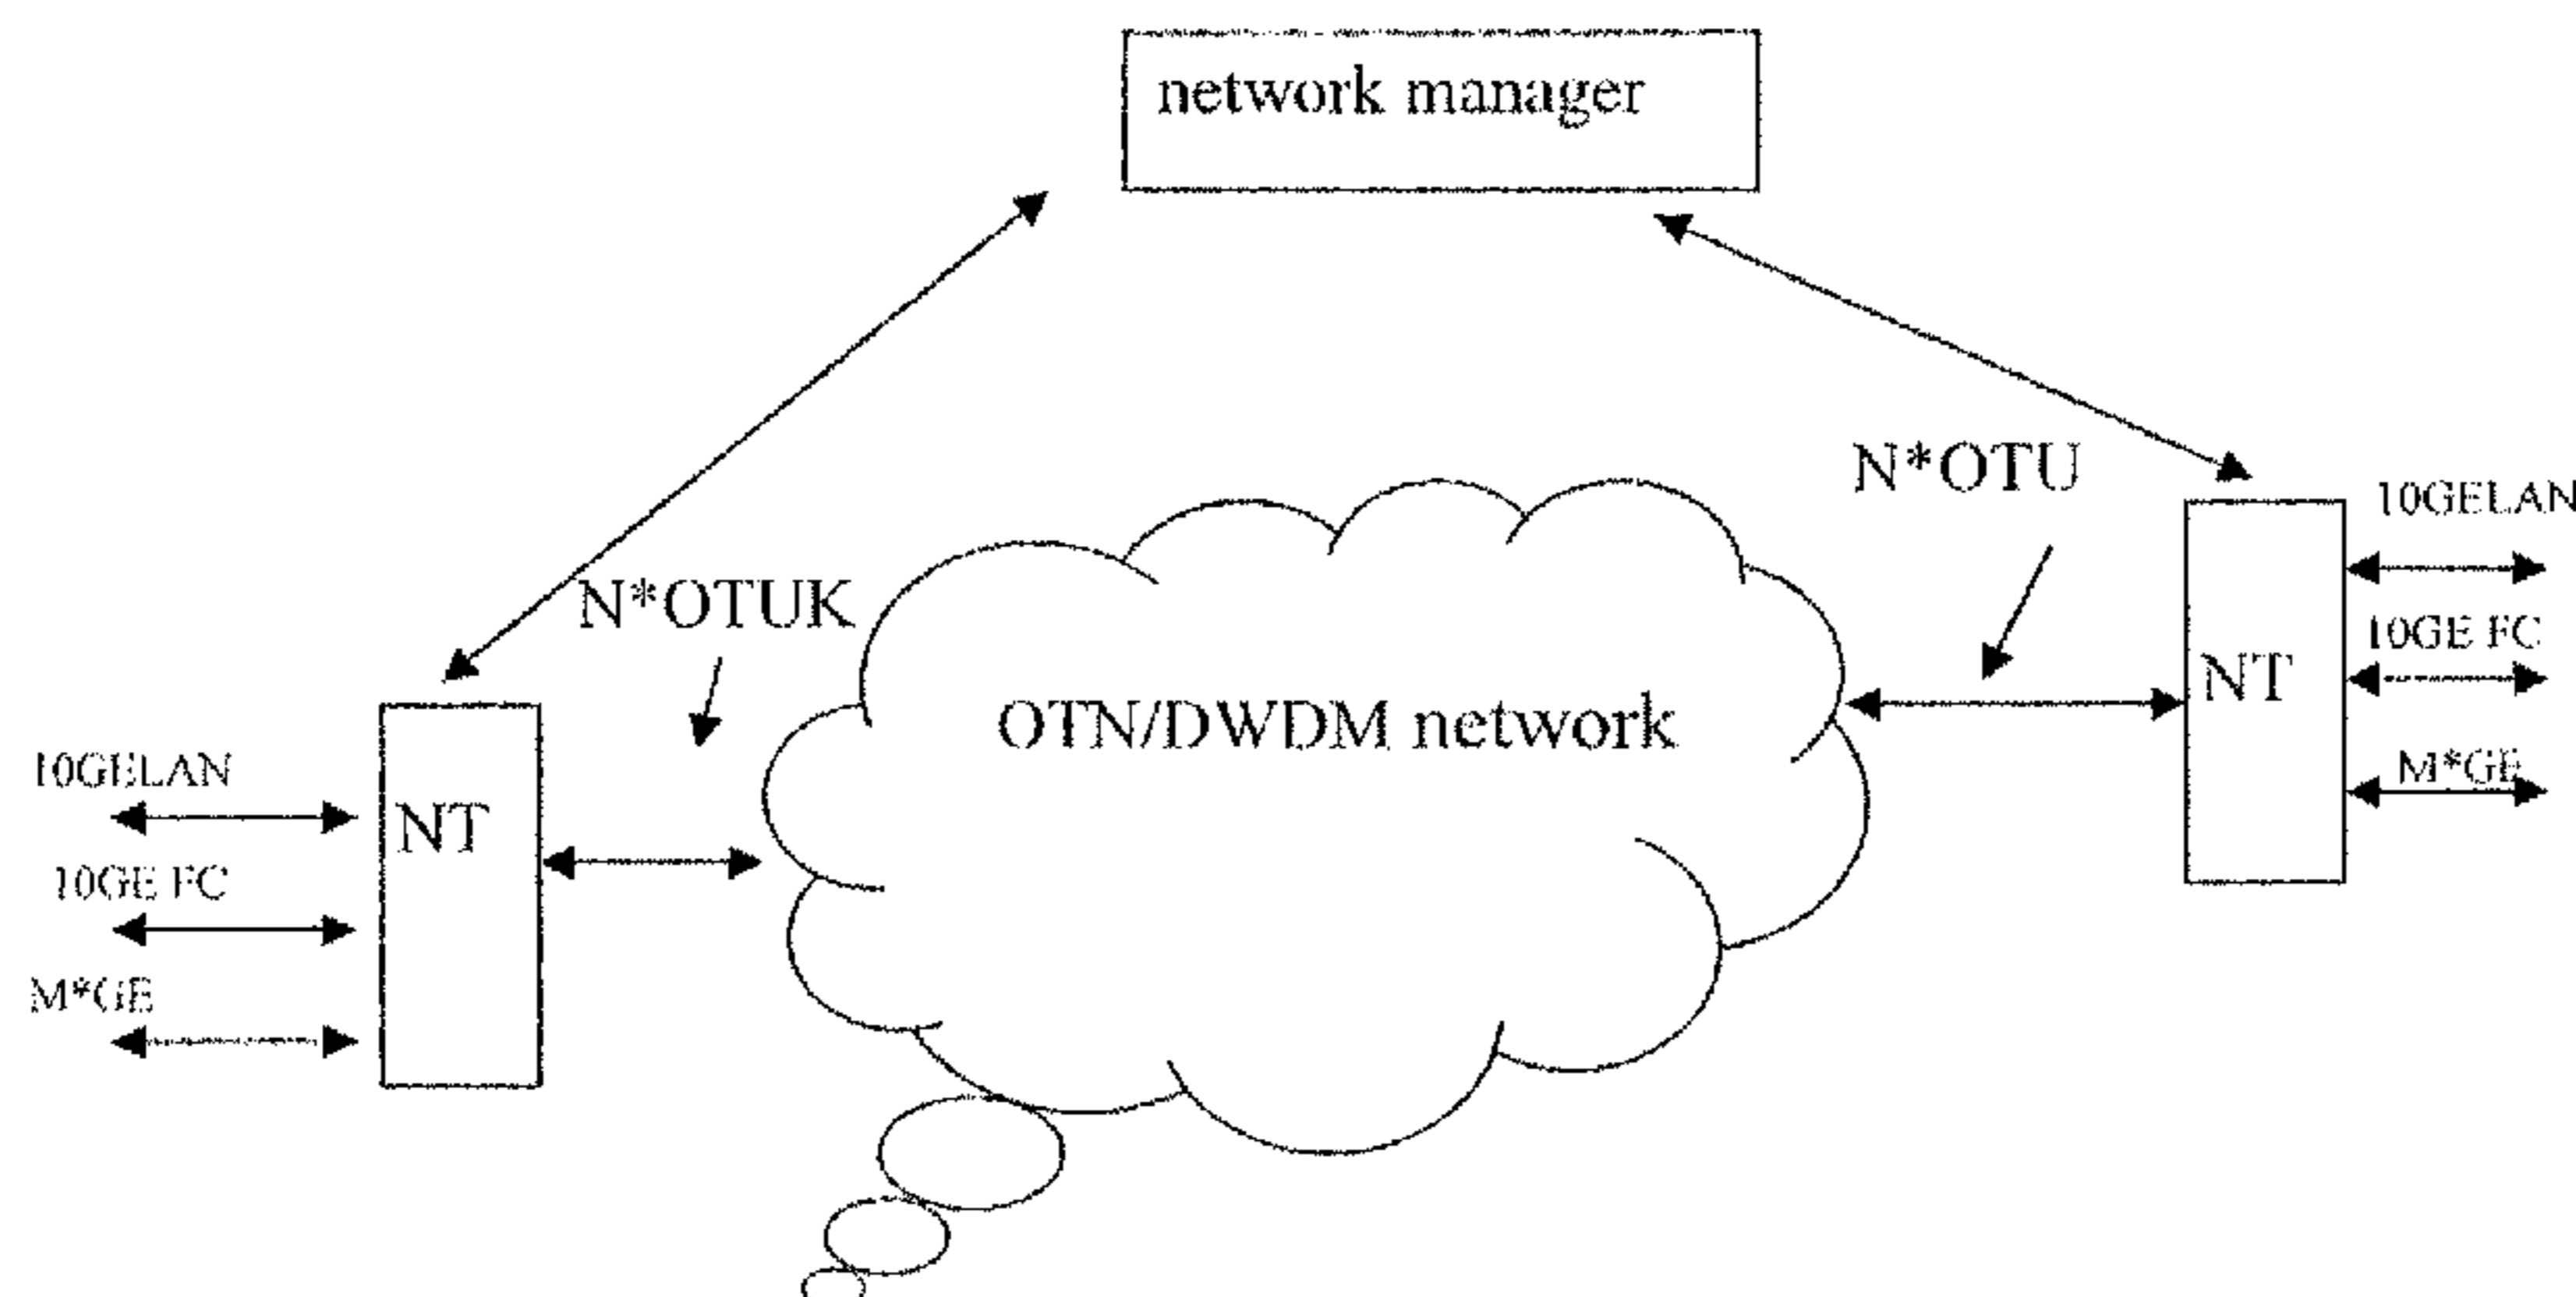 network manager
N*OTU
10GELAN
N*OTUK
10GE FC
NT
OTN/DWDM network
M*GE
10GELAN
NT
10GE FC
M*GE